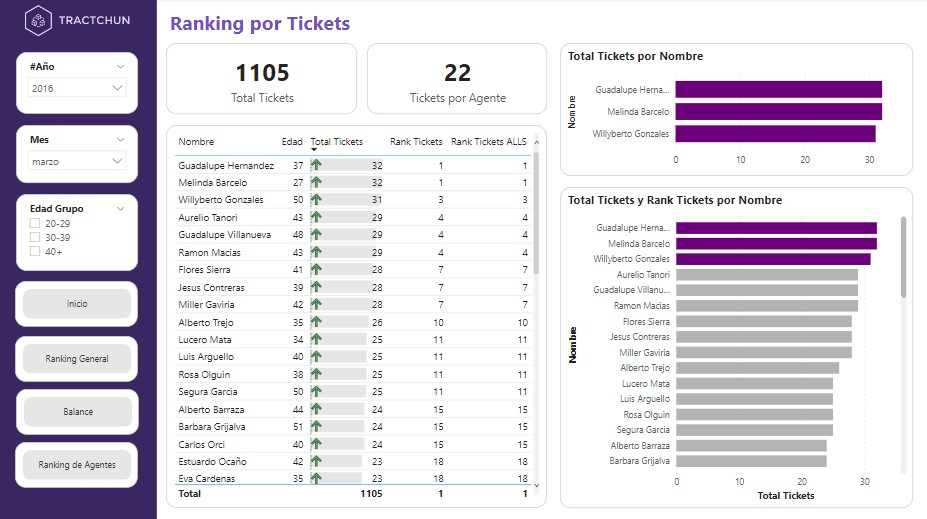 TRACTCHUN
#Año
2016
Mes
marzo
Edad Grupo
20-29
30-39
40+
Inicio
Ranking General
Balance
Ranking de Agentes
Ranking por Tickets
1105
Total Tickets
22
Tickets por Agente
Nombre Edad Total Tickets Rank Tickets Rank Tickets ALLS
Guadalupe Hernandez 37 32 1 1
Melinda Barcelo 27 32 1 1
Willyberto Gonzales 50 31 3 3
Aurelio Tanori 43 29 4 4
Guadalupe Villanueva 48 29 4 4
Ramon Macias 43 29 4 4
Flores Sierra 41 28 7 7
Jesus Contreras 39 28 7 7
Miller Gaviria 42 28 7 7
Alberto Trejo 35 26 10 10
Lucero Mata 34 25 11 11
Luis Arguello 40 25 11 11
Rosa Olguin 38 25 11 11
Segura Garcia 50 25 11 11
Alberto Barraza 44 24 15 15
Barbara Grijalva 51 24 15 15
Carlos Orci 40 24 15 15
Estuardo Ocaño 42 23 18 18
Eva Cardenas 35 23 18 18
Total 1105 1 1
Total Tickets por Nombre
Nombre
Guadalupe Herna...
Melinda Barcelo
Willyberto Gonzales
0 10 20 30
Total Tickets y Rank Tickets por Nombre
Nombre
Guadalupe Herna...
Melinda Barcelo
Willyberto Gonzales
Aurelio Tanori
Guadalupe Villanu...
Ramon Macias
Flores Sierra
Jesus Contreras
Miller Gaviria
Alberto Trejo
Lucero Mata
Luis Arguello
Rosa Olguin
Segura Garcia
Alberto Barraza
Barbara Grijalva
0 10 20 30
Total Tickets